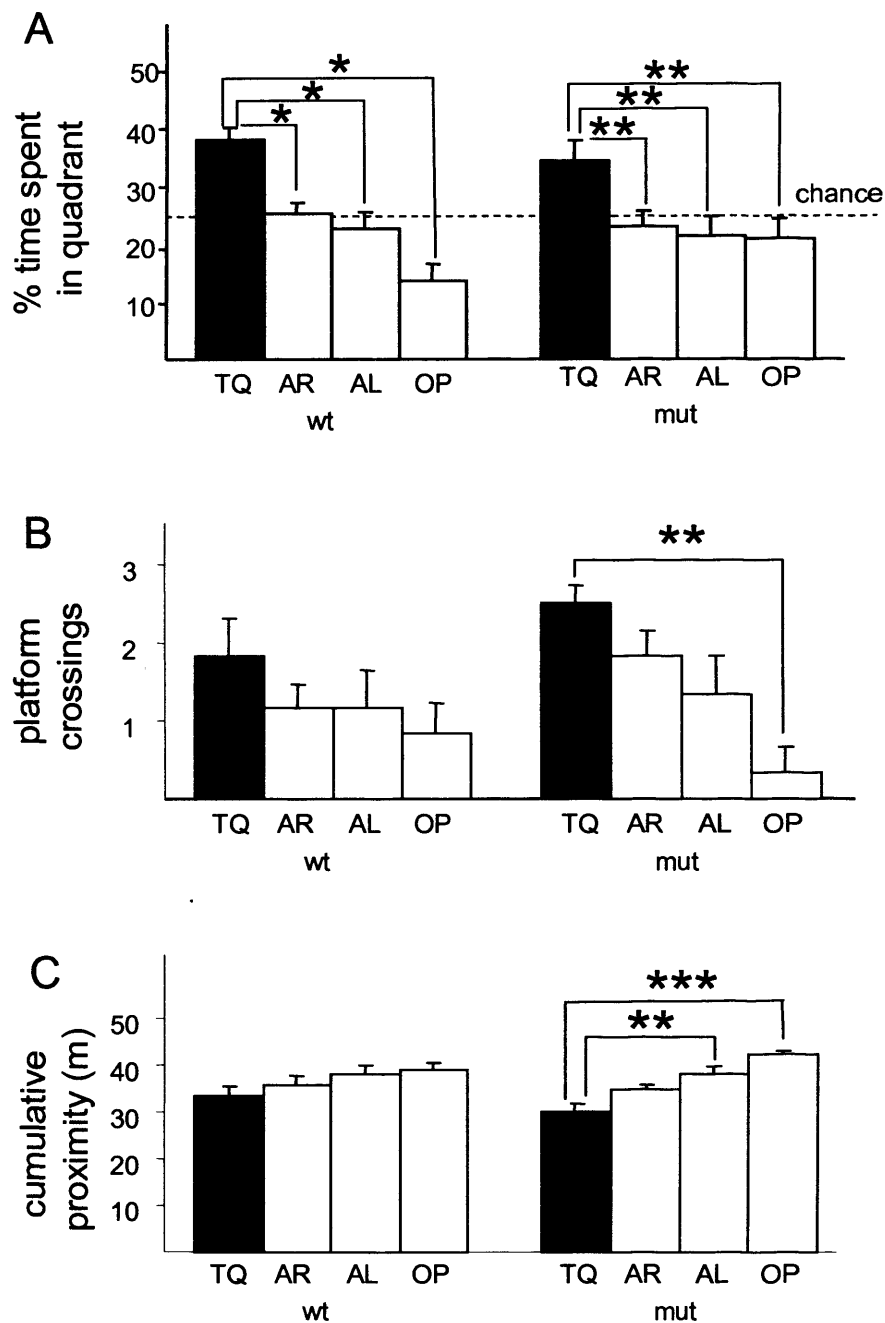 A
% time spent
in quadrant
50
40
30
20
10
*
*
*
**
**
**
chance
TQ AR AL OP
wt
TQ AR AL OP
mut
B
platform
crossings
3
2
1
**
TQ AR AL OP
wt
TQ AR AL OP
mut
C
cumulative
proximity (m)
50
40
30
20
10
***
**
TQ AR AL OP
wt
TQ AR AL OP
mut